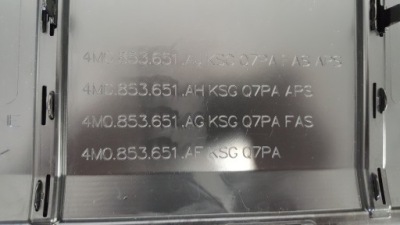 4M0.853.651 KSG Q7PA APS
4M0.853.651.AH KSG Q7PA APS
4M0.853.651.AG KSG Q7PA FAS
4M0.853.651.AF KSG Q7PA